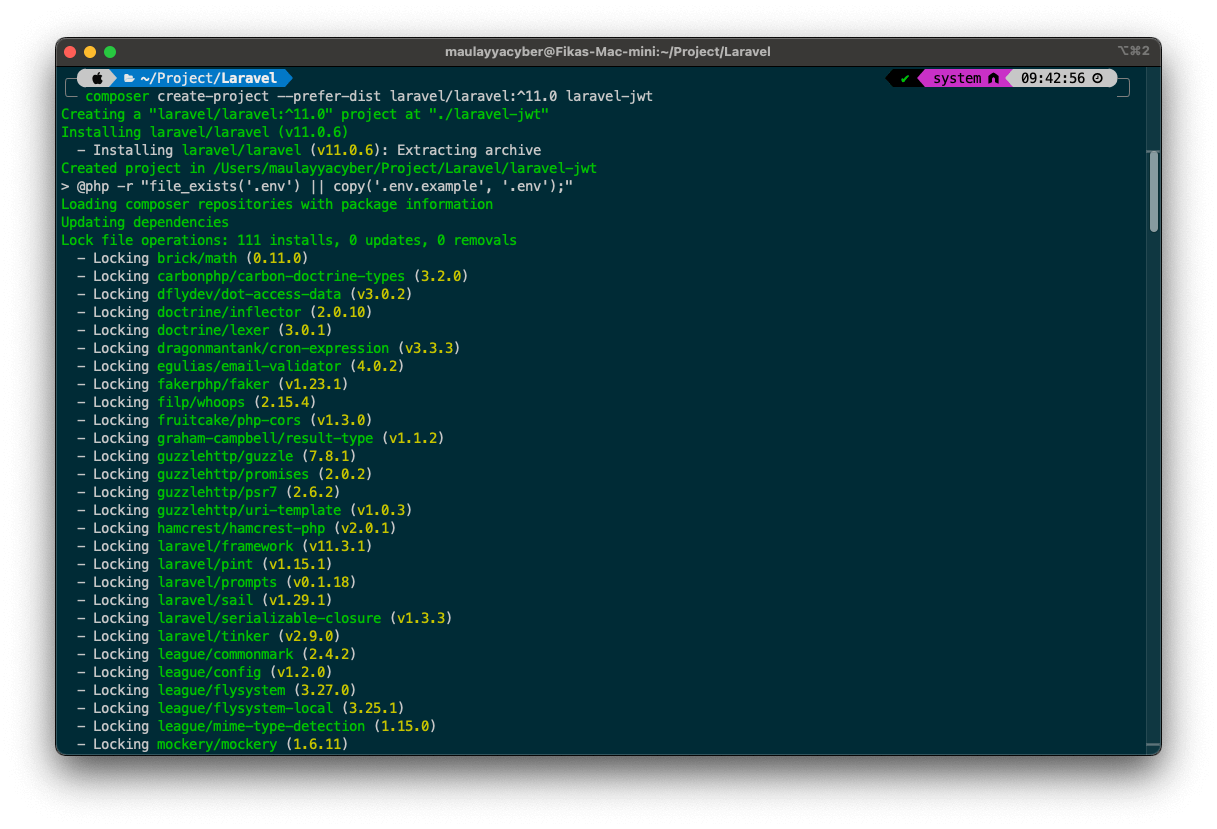 maulayyacyber@Fikas-Mac-mini:~/Project/Laravel ⌥⌘2
~/Project/Laravel ✔ system 09:42:56
composer create-project --prefer-dist laravel/laravel:^11.0 laravel-jwt
Creating a "laravel/laravel:^11.0" project at "./laravel-jwt"
Installing laravel/laravel (v11.0.6)
- Installing laravel/laravel (v11.0.6): Extracting archive
Created project in /Users/maulayyacyber/Project/Laravel/laravel-jwt
> @php -r "file_exists('.env') || copy('.env.example', '.env');"
Loading composer repositories with package information
Updating dependencies
Lock file operations: 111 installs, 0 updates, 0 removals
- Locking brick/math (0.11.0)
- Locking carbonphp/carbon-doctrine-types (3.2.0)
- Locking dflydev/dot-access-data (v3.0.2)
- Locking doctrine/inflector (2.0.10)
- Locking doctrine/lexer (3.0.1)
- Locking dragonmantank/cron-expression (v3.3.3)
- Locking egulias/email-validator (4.0.2)
- Locking fakerphp/faker (v1.23.1)
- Locking filp/whoops (2.15.4)
- Locking fruitcake/php-cors (v1.3.0)
- Locking graham-campbell/result-type (v1.1.2)
- Locking guzzlehttp/guzzle (7.8.1)
- Locking guzzlehttp/promises (2.0.2)
- Locking guzzlehttp/psr7 (2.6.2)
- Locking guzzlehttp/uri-template (v1.0.3)
- Locking hamcrest/hamcrest-php (v2.0.1)
- Locking laravel/framework (v11.3.1)
- Locking laravel/pint (v1.15.1)
- Locking laravel/prompts (v0.1.18)
- Locking laravel/sail (v1.29.1)
- Locking laravel/serializable-closure (v1.3.3)
- Locking laravel/tinker (v2.9.0)
- Locking league/commonmark (2.4.2)
- Locking league/config (v1.2.0)
- Locking league/flysystem (3.27.0)
- Locking league/flysystem-local (3.25.1)
- Locking league/mime-type-detection (1.15.0)
- Locking mockery/mockery (1.6.11)